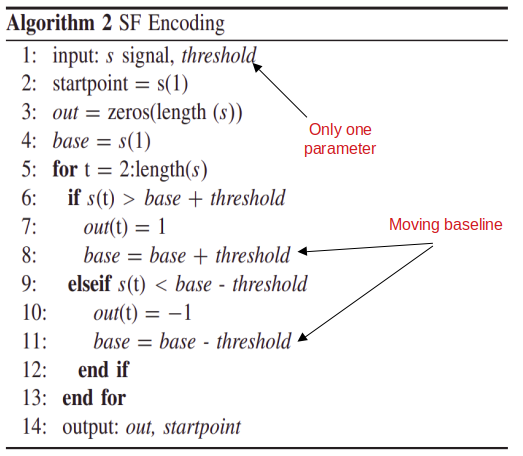 Algorithm 2 SF Encoding
1: input: s signal, threshold
2: startpoint = s(1)
3: out = zeros(length (s))
Only one
parameter
4: base = s(1)
5: for t = 2:length(s)
6: if s(t) > base + threshold
7: out(t) = 1
Moving baseline
8: base = base + threshold
9: elseif s(t) < base - threshold
10: out(t) = −1
11: base = base - threshold
12: end if
13: end for
14: output: out, startpoint